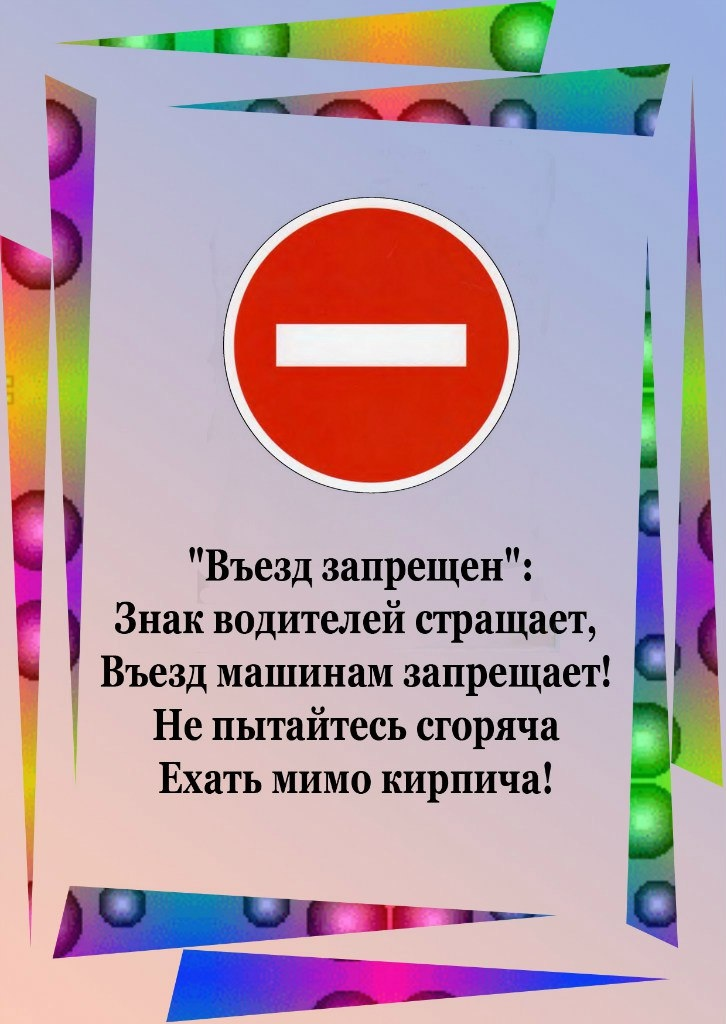 "Въезд запрещен":
Знак водителей стращает,
Въезд машинам запрещает!
Не пытайтесь сгоряча
Ехать мимо кирпича!